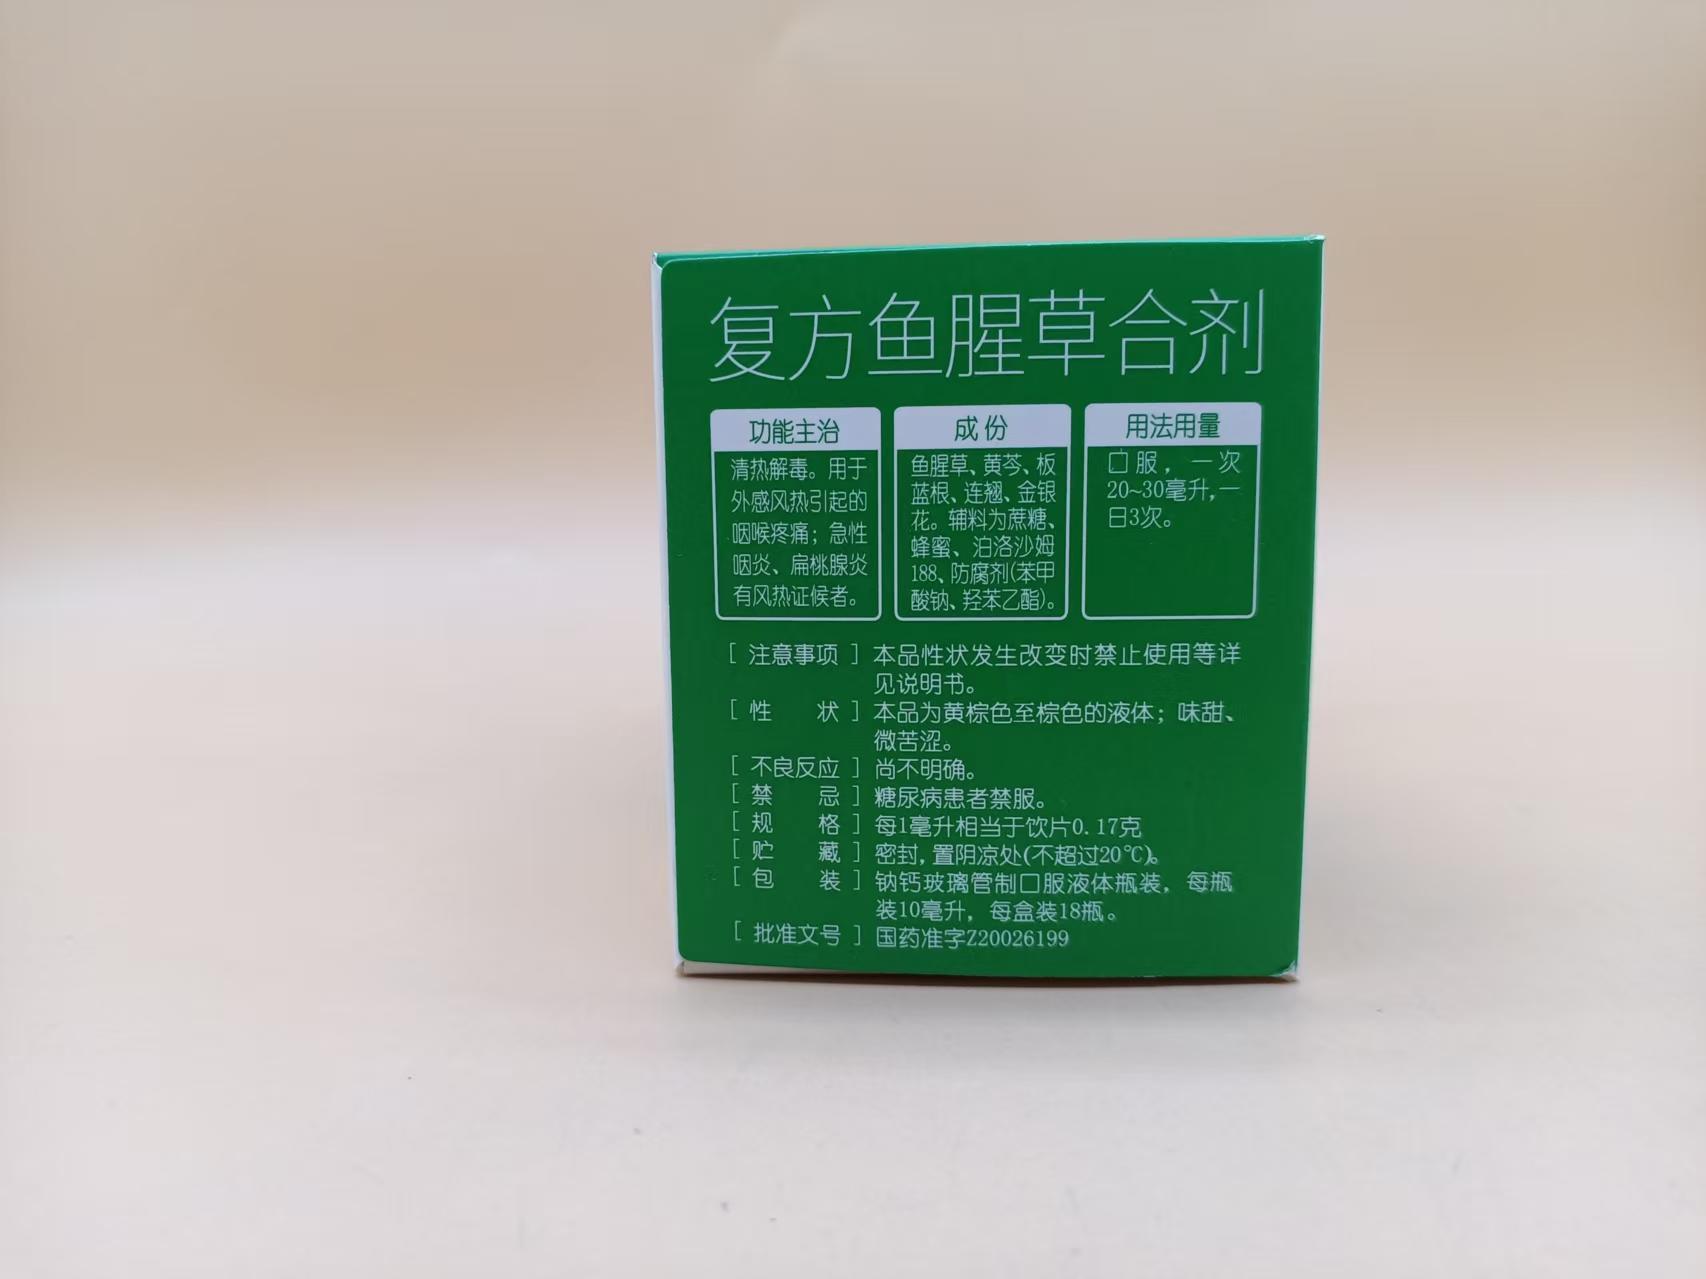 复方鱼腥草合剂
功能主治
清热解毒。用于
外感风热引起的
咽喉疼痛；急性
咽炎、扁桃腺炎
有风热证候者。
成份
鱼腥草、黄芩、板
蓝根、连翘、金银
花。辅料为蔗糖、
蜂蜜、泊洛沙姆
188、防腐剂(苯甲
酸钠、羟苯乙酯)。
用法用量
口服，一次
20~30毫升,一
日3次。
[注意事项] 本品性状发生改变时禁止使用等详
见说明书。
[性 状] 本品为黄棕色至棕色的液体；味甜、
微苦涩。
[不良反应] 尚不明确。
[禁 忌] 糖尿病患者禁服。
[规 格] 每1毫升相当于饮片0.17克
[贮 藏] 密封,置阴凉处(不超过20℃)。
[包 装] 钠钙玻璃管制口服液体瓶装，每瓶
装10毫升，每盒装18瓶。
[批准文号] 国药准字Z20026199